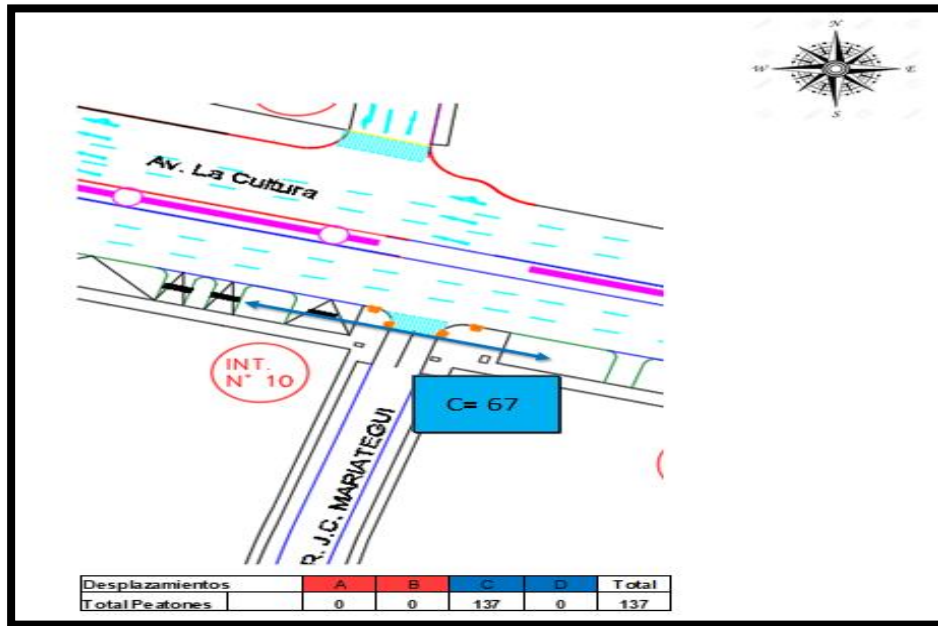 N
W E
S
Av. La Cultura
INT.
N° 10
C= 67
R. J.C. MARIATEGUI
Desplazamientos A B C D Total
Total Peatones 0 0 137 0 137